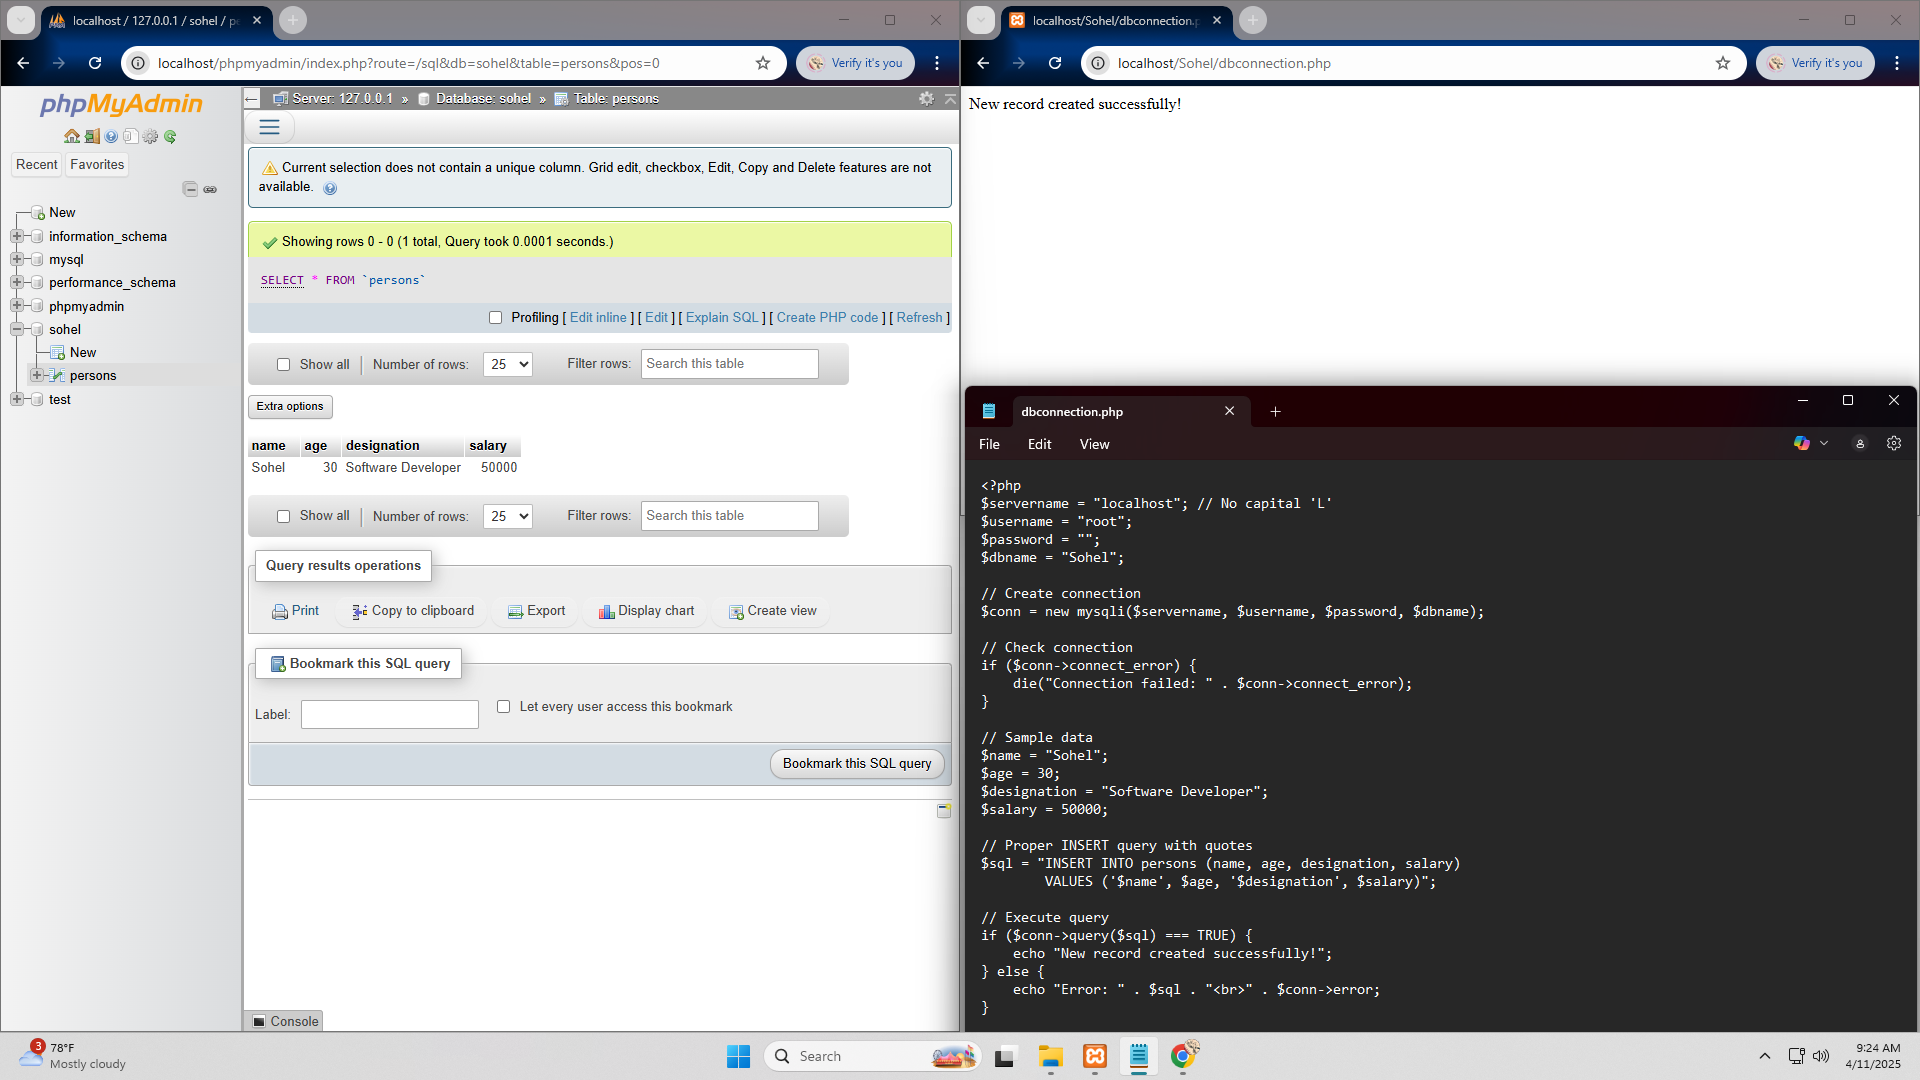 localhost / 127.0.0.1 / sohel / pe
localhost/phpmyadmin/index.php?route=/sql&db=sohel&table=persons&pos=0
Verify it's you
phpMyAdmin
Recent
Favorites
New
information_schema
mysql
performance_schema
phpmyadmin
sohel
New
persons
test
Server: 127.0.0.1 » Database: sohel » Table: persons
Current selection does not contain a unique column. Grid edit, checkbox, Edit, Copy and Delete features are not
available.
Showing rows 0 - 0 (1 total, Query took 0.0001 seconds.)
SELECT * FROM `persons`
Profiling [ Edit inline ] [ Edit ] [ Explain SQL ] [ Create PHP code ] [ Refresh ]
Show all | Number of rows: 25 Filter rows: Search this table
Extra options
name age designation salary
Sohel 30 Software Developer 50000
Show all | Number of rows: 25 Filter rows: Search this table
Query results operations
Print Copy to clipboard Export Display chart Create view
Bookmark this SQL query
Label: Let every user access this bookmark
Bookmark this SQL query
Console
localhost/Sohel/dbconnection.p
localhost/Sohel/dbconnection.php
Verify it's you
New record created successfully!
dbconnection.php
File Edit View
<?php
$servername = "localhost"; // No capital 'L'
$username = "root";
$password = "";
$dbname = "Sohel";
// Create connection
$conn = new mysqli($servername, $username, $password, $dbname);
// Check connection
if ($conn->connect_error) {
die("Connection failed: " . $conn->connect_error);
}
// Sample data
$name = "Sohel";
$age = 30;
$designation = "Software Developer";
$salary = 50000;
// Proper INSERT query with quotes
$sql = "INSERT INTO persons (name, age, designation, salary)
VALUES ('$name', $age, '$designation', $salary)";
// Execute query
if ($conn->query($sql) === TRUE) {
echo "New record created successfully!";
} else {
echo "Error: " . $sql . "<br>" . $conn->error;
}
3
78°F
Mostly cloudy
Search
9:24 AM
4/11/2025